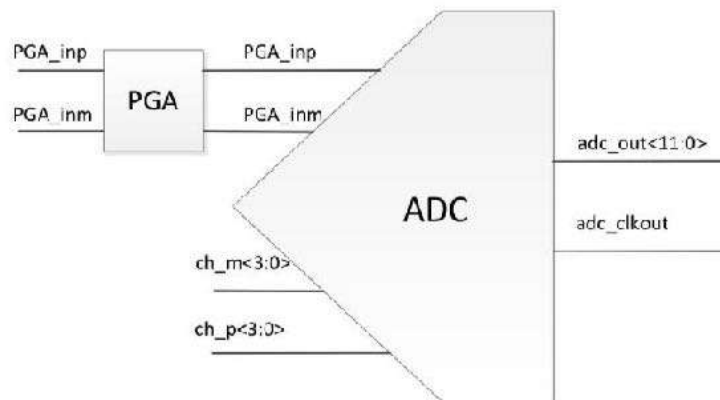 PGA_inp
PGA_inp
PGA
PGA_inm
PGA_inm
adc_out<11:0>
ADC
adc_clkout
ch_m<3:0>
ch_p<3:0>